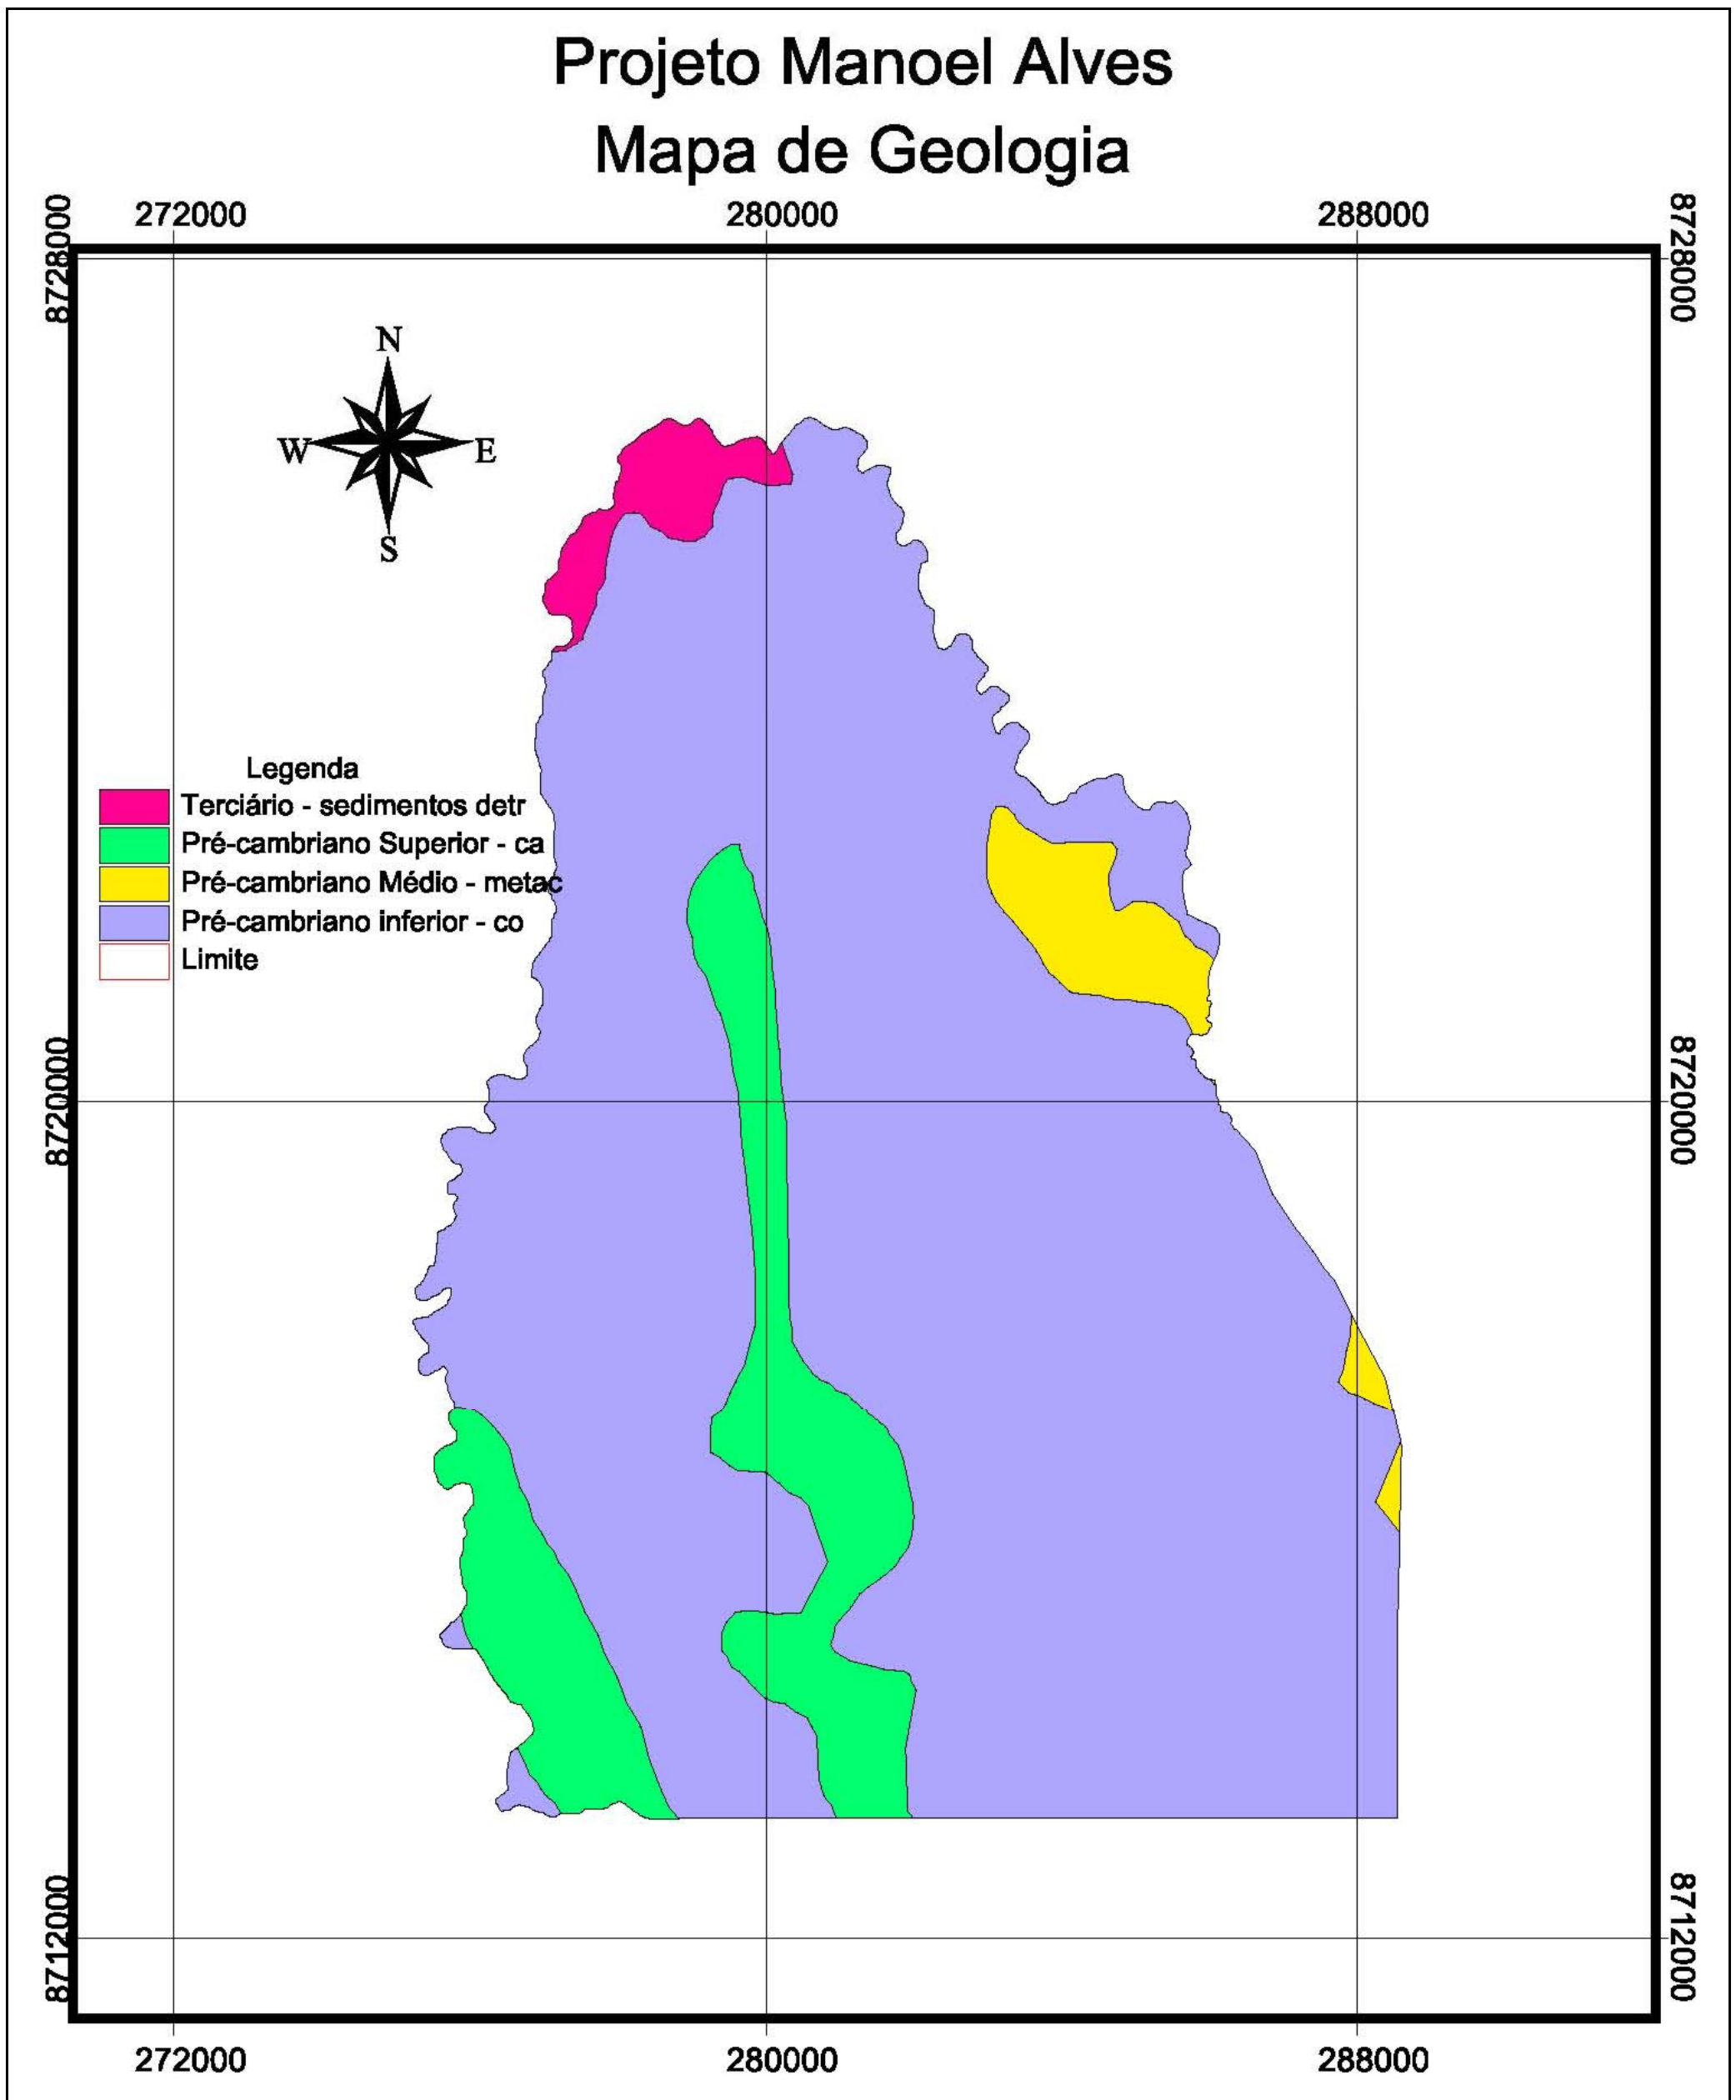 Projeto Manoel Alves
Mapa de Geologia
272000 280000 288000
8728000 8728000
N
W E
S
Legenda
Terciário - sedimentos detr
Pré-cambriano Superior - ca
Pré-cambriano Médio - metac
Pré-cambriano inferior - co
Limite
8720000 8720000
8712000 8712000
272000 280000 288000